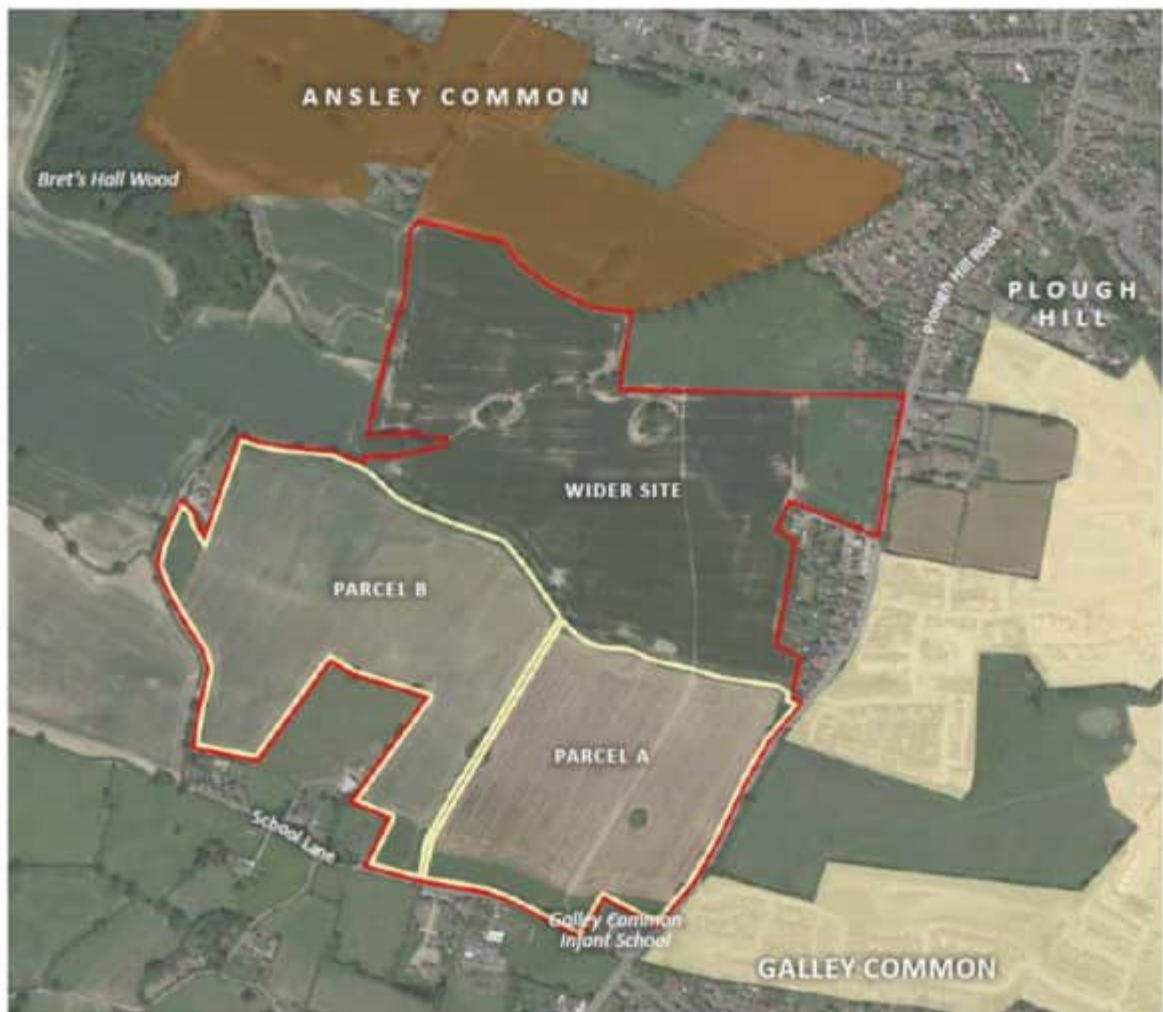 ANSLEY COMMON
Bret's Hall Wood
Plough Hill Road
PLOUGH
HILL
WIDER SITE
PARCEL B
PARCEL A
School Lane
Galley Common
Infant School
GALLEY COMMON